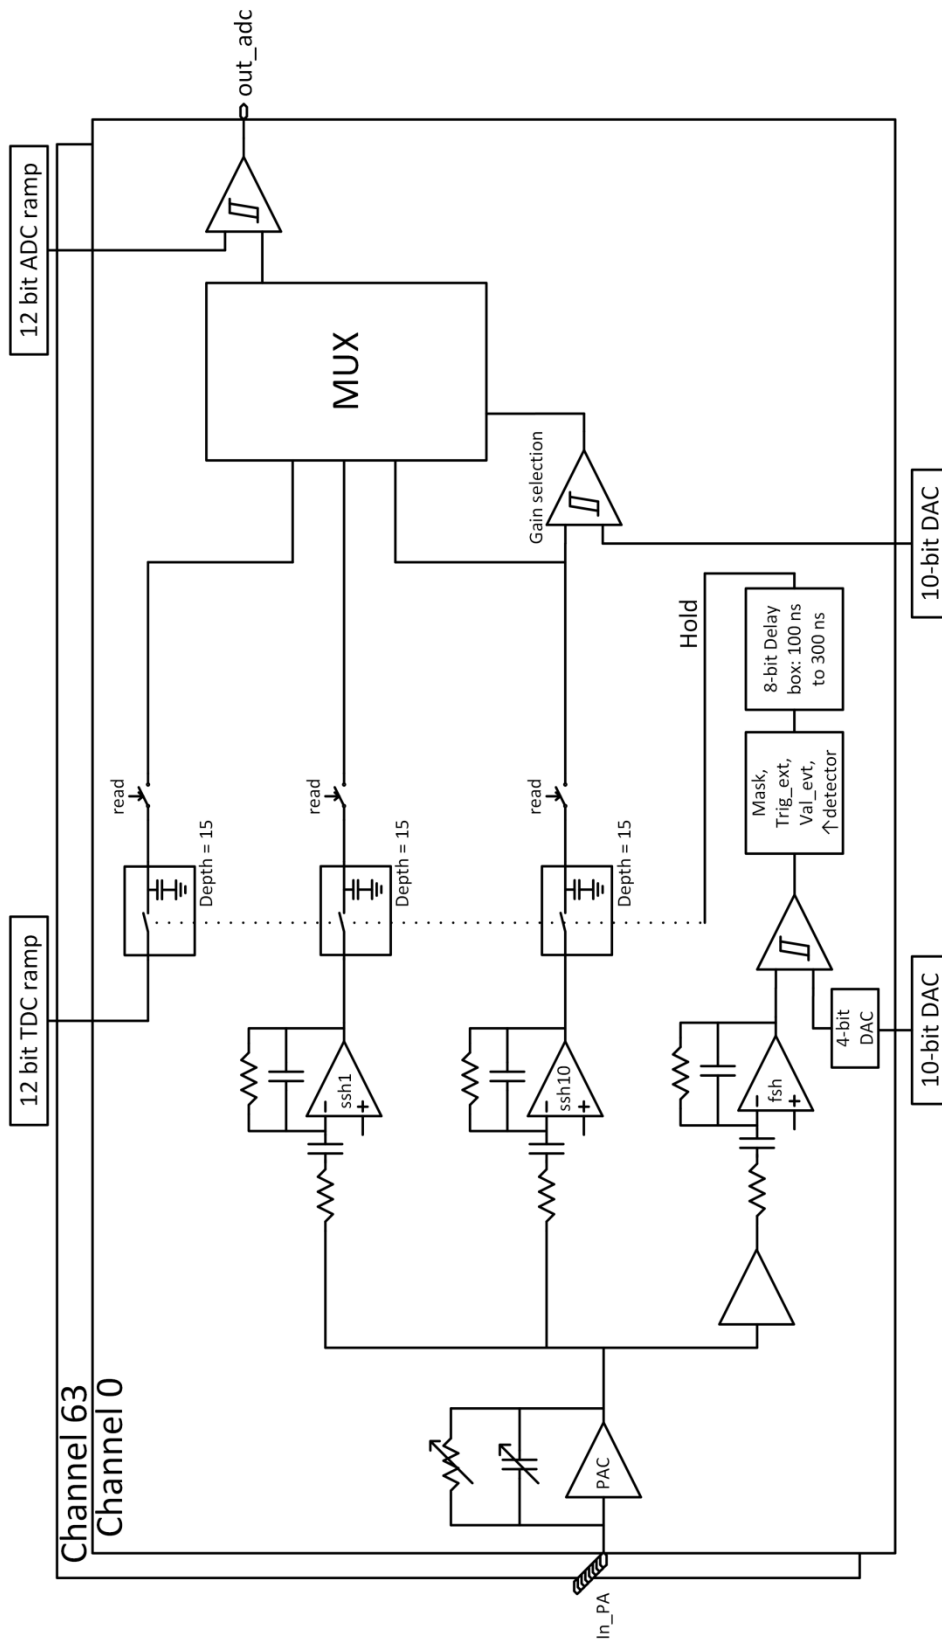 Channel 63
Channel 0
12 bit TDC ramp
12 bit ADC ramp
In_PA
PAC
ssh1
-
+
Depth = 15
read
ssh10
-
+
Depth = 15
read
fsh
-
+
Depth = 15
read
MUX
out_adc
Gain selection
Hold
4-bit
DAC
Mask,
Trig_ext,
Val_evt,
↑detector
8-bit Delay
box: 100 ns
to 300 ns
10-bit DAC
10-bit DAC